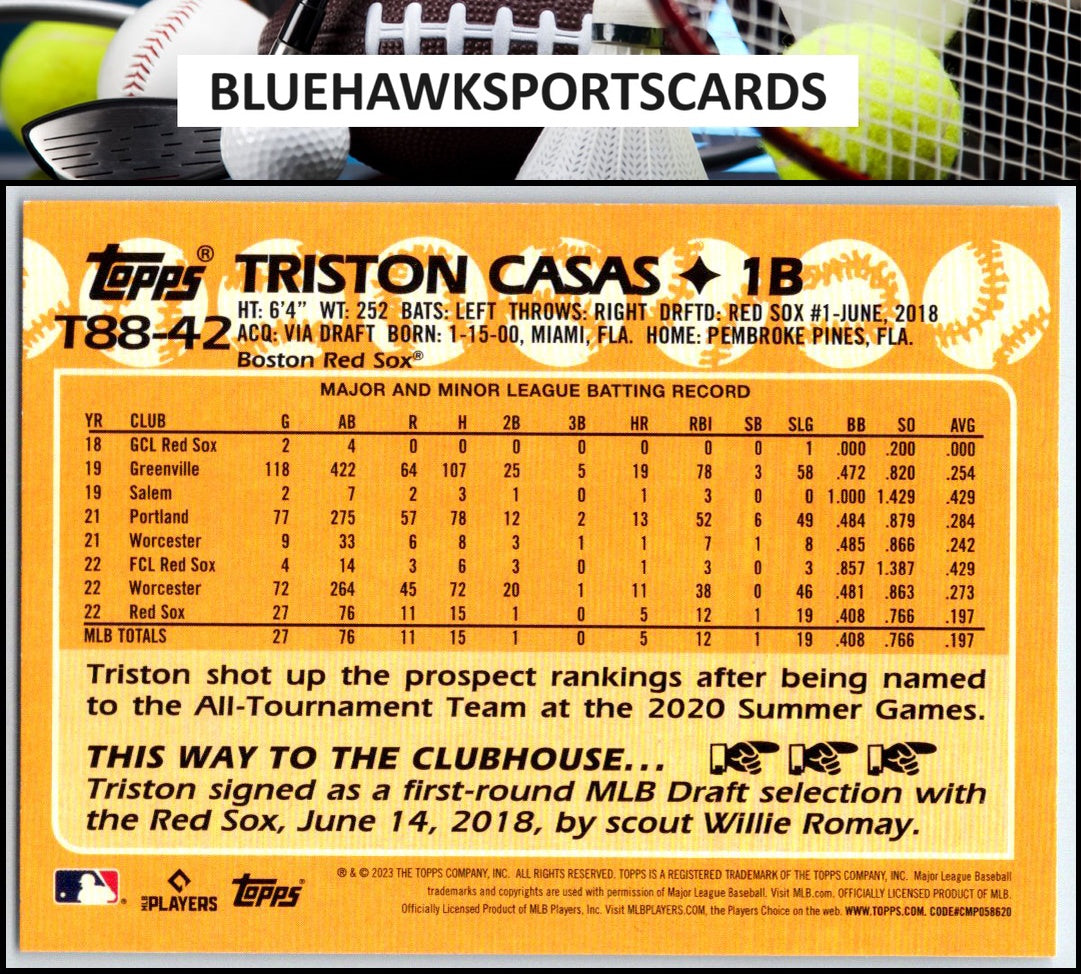 BLUEHAWKSPORTSCARDS
Topps® TRISTON CASAS ✦ 1B
T88-42 HT: 6'4" WT: 252 BATS: LEFT THROWS: RIGHT DRFTD: RED SOX #1-JUNE, 2018
ACQ: VIA DRAFT BORN: 1-15-00, MIAMI, FLA. HOME: PEMBROKE PINES, FLA.
Boston Red Sox®
MAJOR AND MINOR LEAGUE BATTING RECORD
YR CLUB G AB R H 2B 3B HR RBI SB SLG BB SO AVG
18 GCL Red Sox 2 4 0 0 0 0 0 0 0 1 .000 .200 .000
19 Greenville 118 422 64 107 25 5 19 78 3 58 .472 .820 .254
19 Salem 2 7 2 3 1 0 1 3 0 0 1.000 1.429 .429
21 Portland 77 275 57 78 12 2 13 52 6 49 .484 .879 .284
21 Worcester 9 33 6 8 3 1 1 7 1 8 .485 .866 .242
22 FCL Red Sox 4 14 3 6 3 0 1 3 0 3 .857 1.387 .429
22 Worcester 72 264 45 72 20 1 11 38 0 46 .481 .863 .273
22 Red Sox 27 76 11 15 1 0 5 12 1 19 .408 .766 .197
MLB TOTALS 27 76 11 15 1 0 5 12 1 19 .408 .766 .197
Triston shot up the prospect rankings after being named
to the All-Tournament Team at the 2020 Summer Games.
THIS WAY TO THE CLUBHOUSE...
Triston signed as a first-round MLB Draft selection with
the Red Sox, June 14, 2018, by scout Willie Romay.
® & © 2023 THE TOPPS COMPANY, INC. ALL RIGHTS RESERVED. TOPPS IS A REGISTERED TRADEMARK OF THE TOPPS COMPANY, INC. Major League Baseball
trademarks and copyrights are used with permission of Major League Baseball. Visit MLB.com. OFFICIALLY LICENSED PRODUCT OF MLB.
Officially Licensed Product of MLB Players, Inc. Visit MLBPLAYERS.COM, the Players Choice on the web. WWW.TOPPS.COM. CODE#CMP058620
MLB PLAYERS Topps®